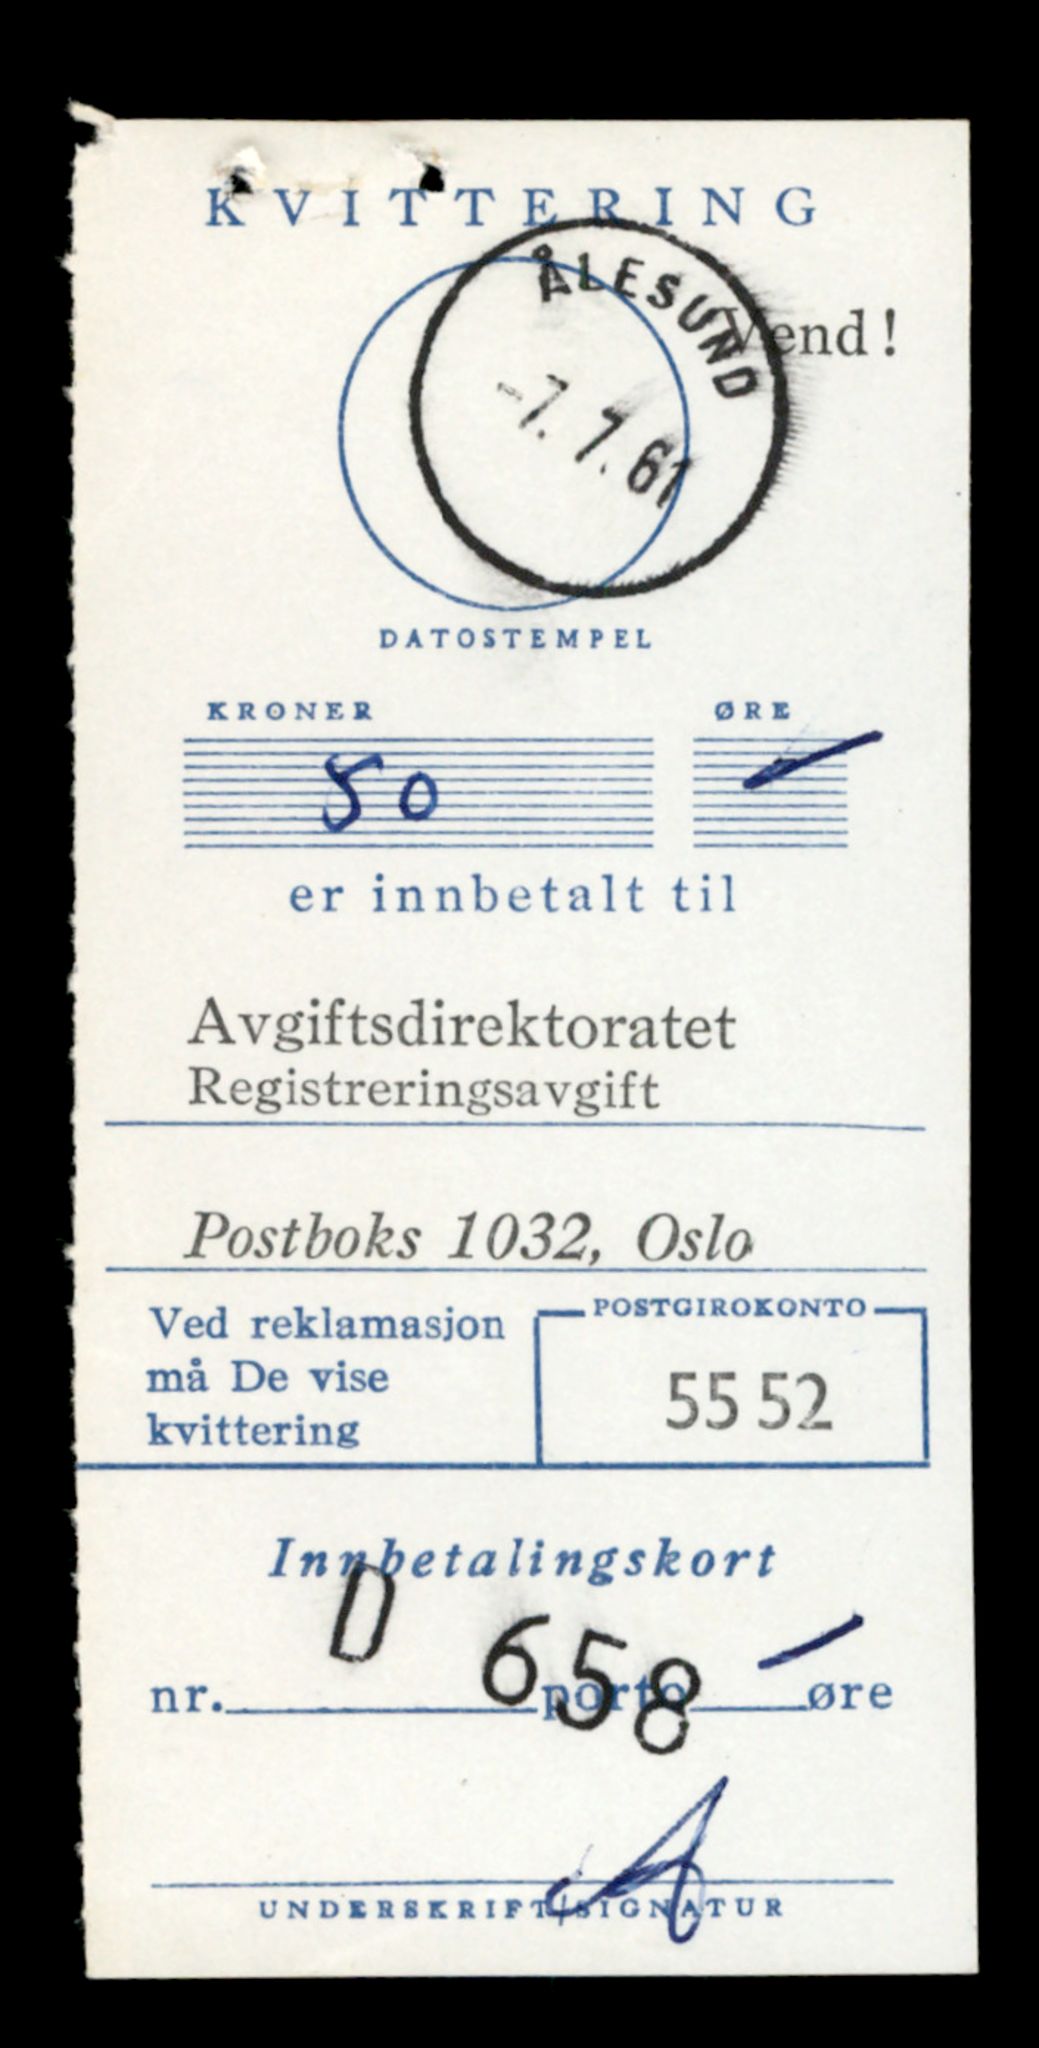 KVITTERING
ÅLESUND
Vend!
-7. 7. 61
DATOSTEMPEL
KRONER ØRE
50 –
er innbetalt til
Avgiftsdirektoratet
Registreringsavgift
Postboks 1032, Oslo
Ved reklamasjon
må De vise
kvittering
POSTGIROKONTO
55 52
Innbetalingskort
D 658 –
nr. porto øre
UNDERSKRIFT/SIGNATUR